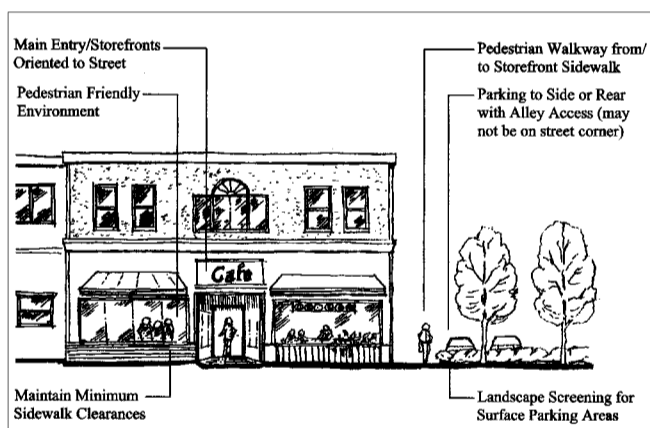 Main Entry/Storefronts
Oriented to Street
Pedestrian Friendly
Environment
Pedestrian Walkway from/
to Storefront Sidewalk
Parking to Side or Rear
with Alley Access (may
not be on street corner)
Cafe
Maintain Minimum
Sidewalk Clearances
Landscape Screening for
Surface Parking Areas